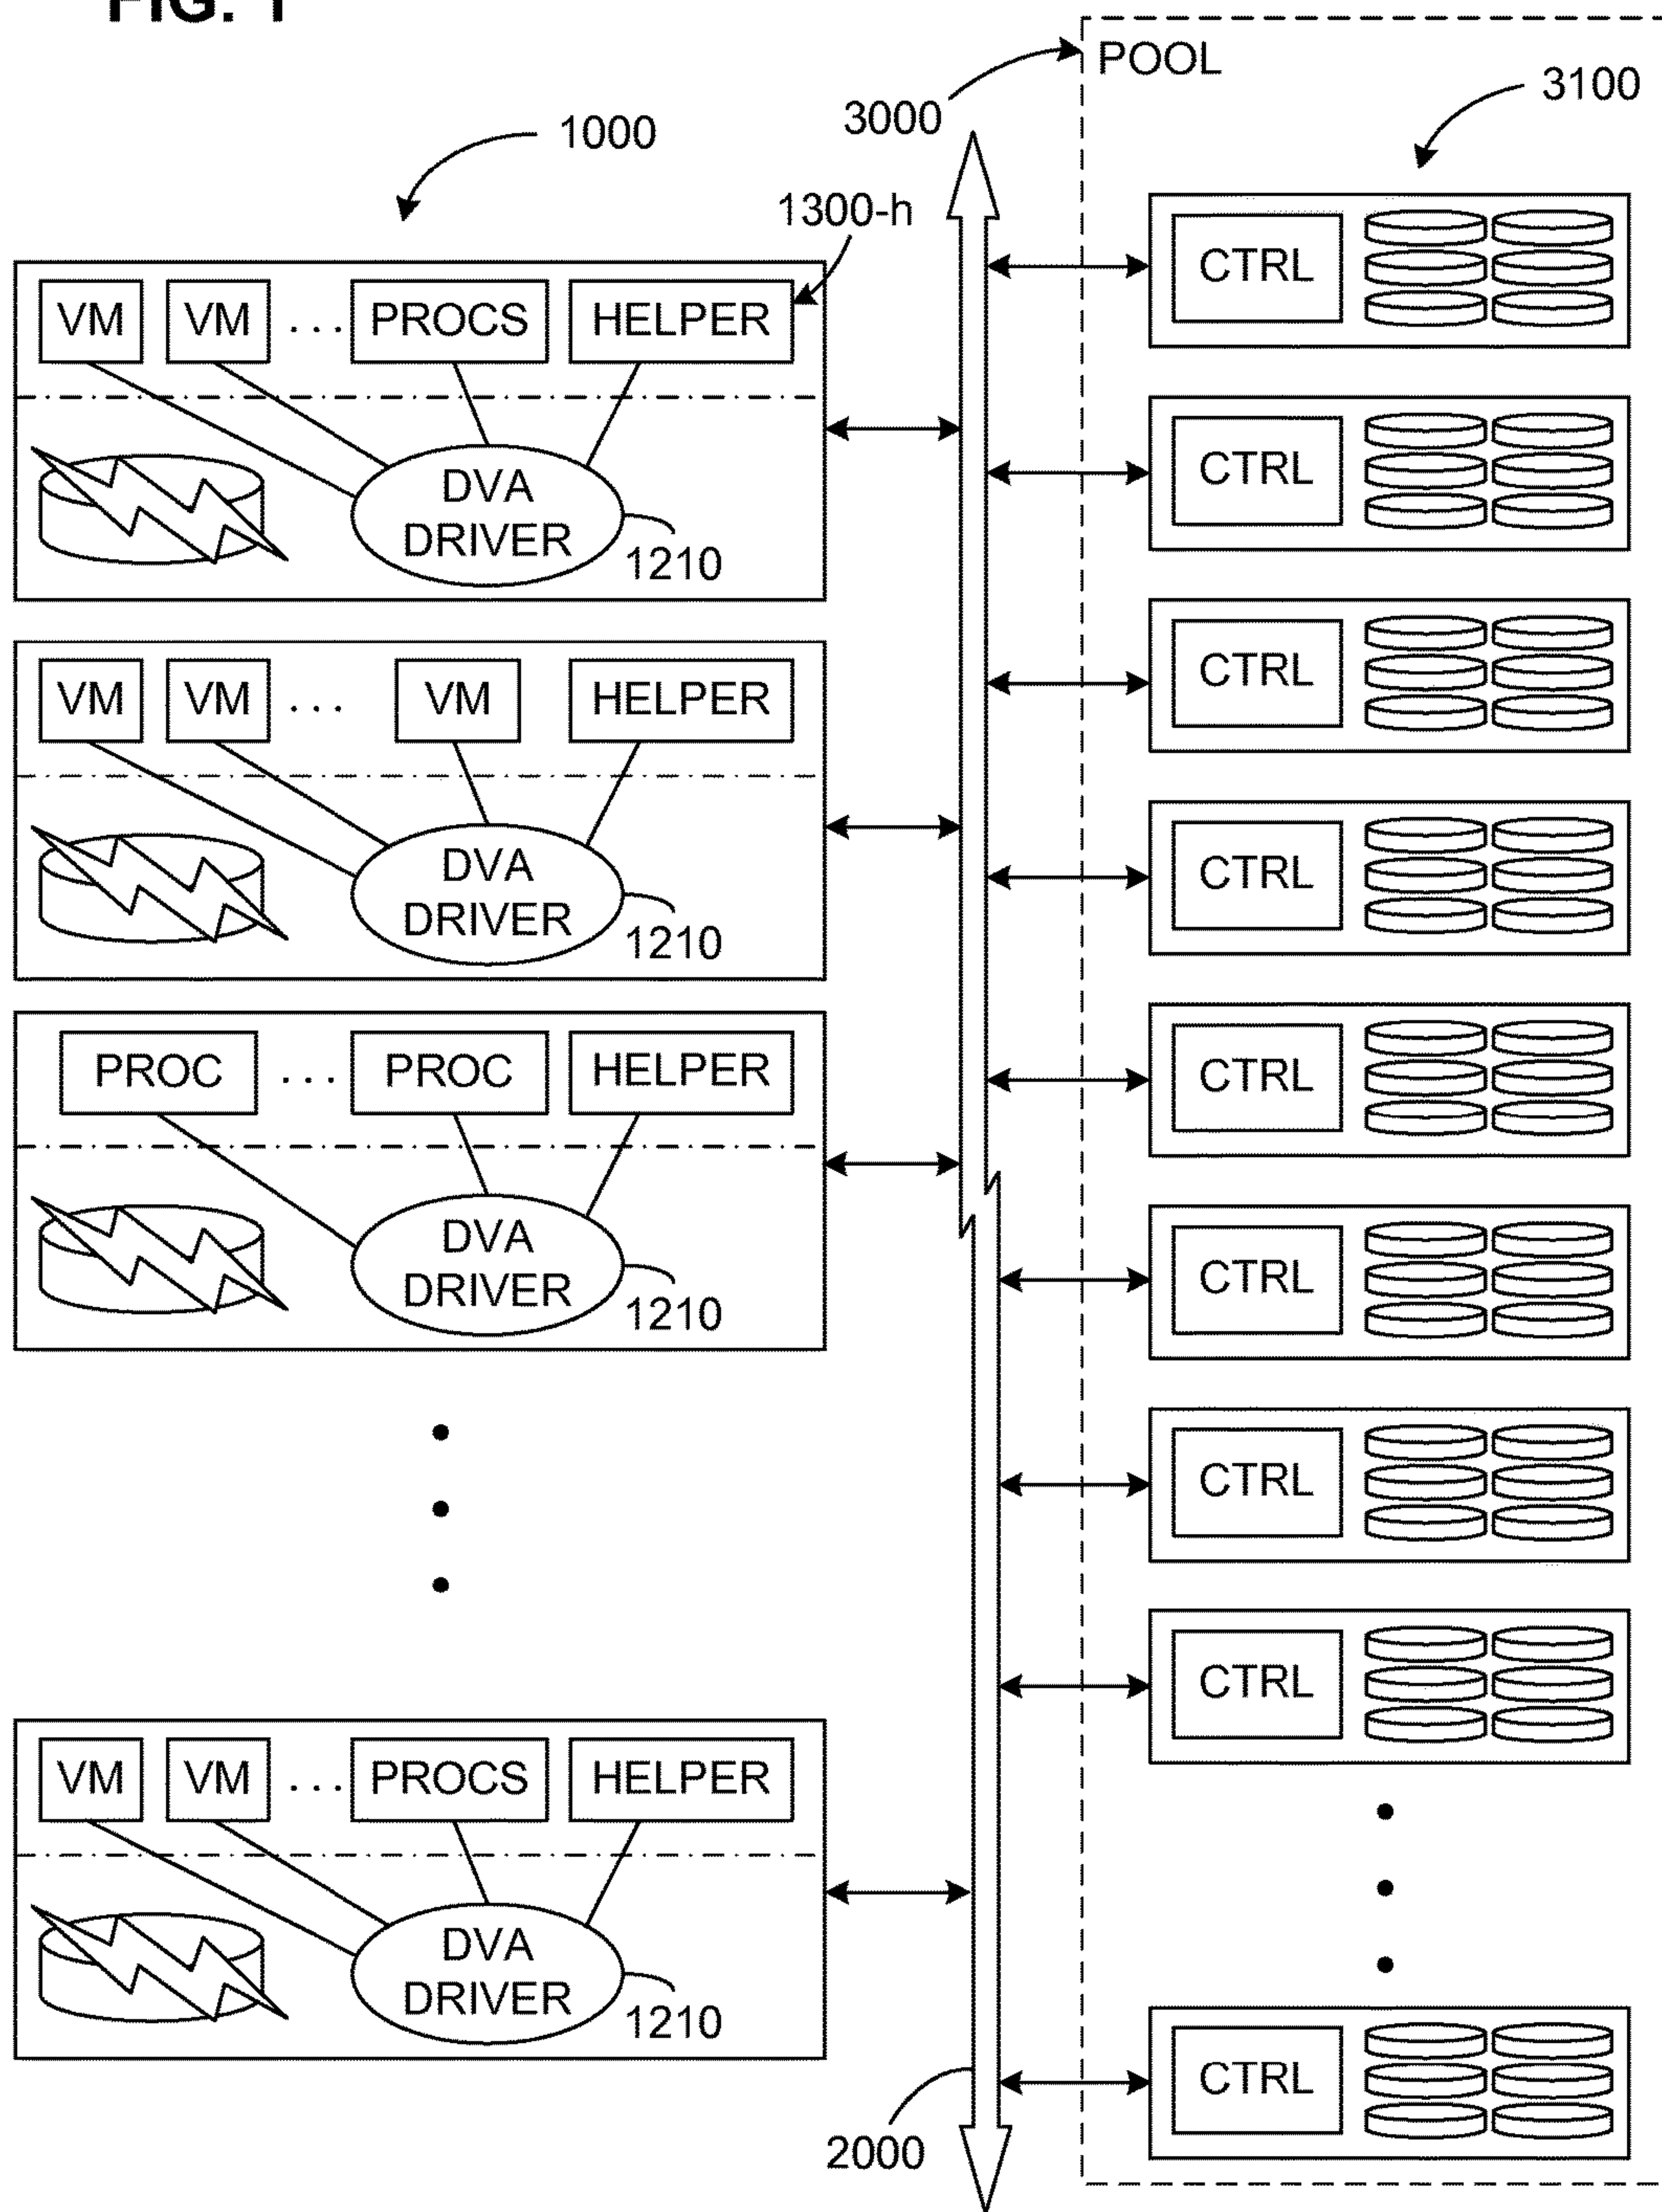 FIG. 1
POOL
3000
3100
1000
1300-h
VM VM ... PROCS HELPER
DVA
DRIVER
1210
VM VM ... VM HELPER
DVA
DRIVER
1210
PROC ... PROC HELPER
DVA
DRIVER
1210
VM VM ... PROCS HELPER
DVA
DRIVER
1210
2000
CTRL
CTRL
CTRL
CTRL
CTRL
CTRL
CTRL
CTRL
CTRL